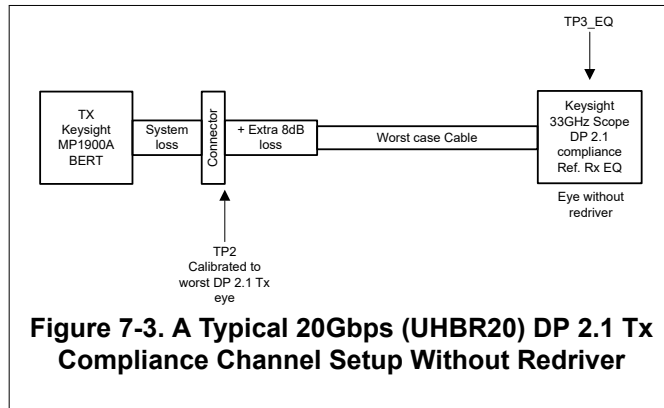 TP3_EQ
TX
Keysight
MP1900A
BERT
System
loss
Connector
+ Extra 8dB
loss
Worst case Cable
Keysight
33GHz Scope
DP 2.1
compliance
Ref. Rx EQ
Eye without
redriver
TP2
Calibrated to
worst DP 2.1 Tx
eye
Figure 7-3. A Typical 20Gbps (UHBR20) DP 2.1 Tx
Compliance Channel Setup Without Redriver